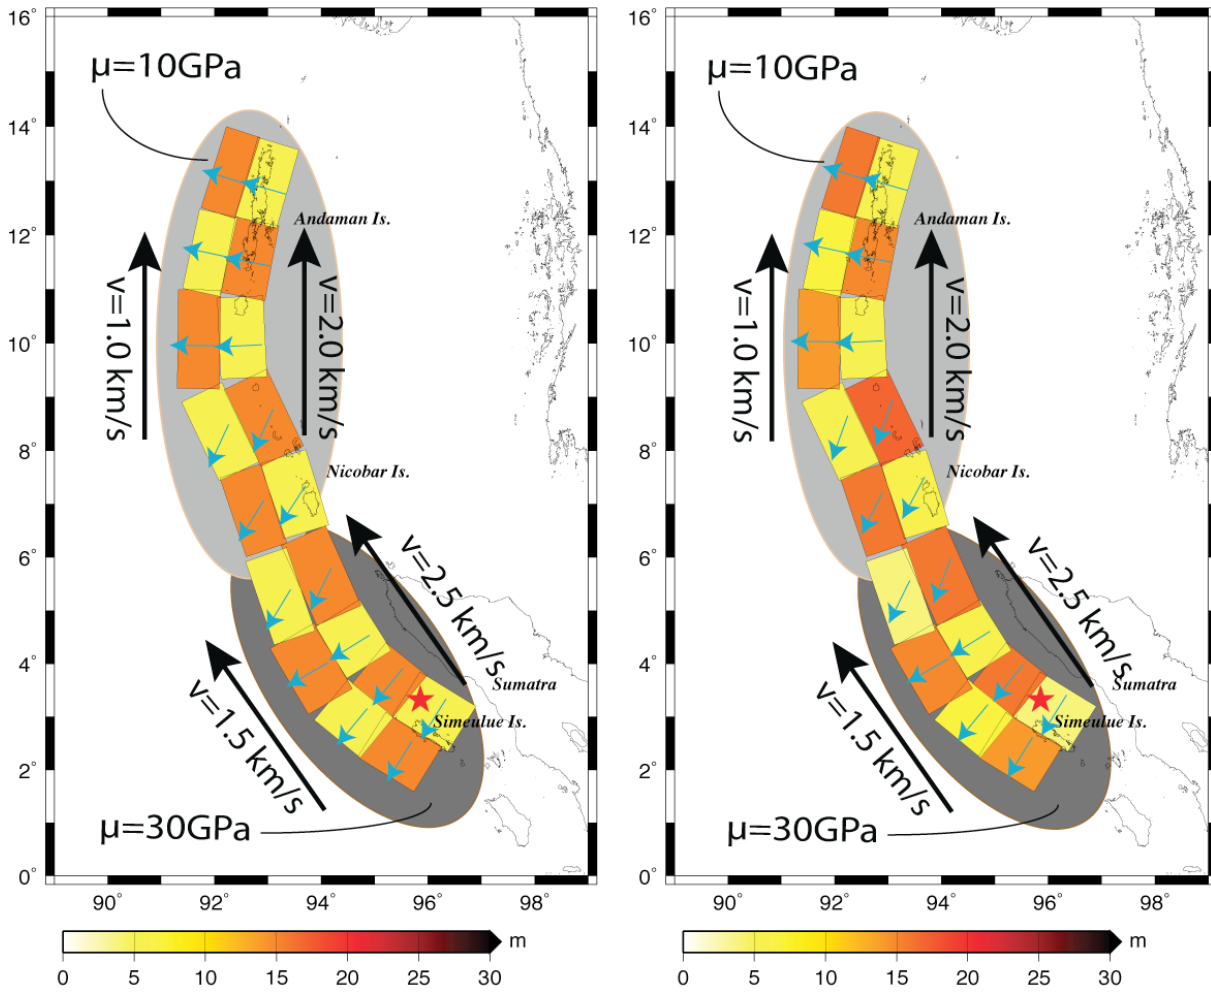 16°
14°
12°
10°
8°
6°
4°
2°
0°
μ=10GPa
Andaman Is.
v=1.0 km/s
v=2.0 km/s
Nicobar Is.
v=2.5 km/s
Sumatra
Simeulue Is.
v=1.5 km/s
μ=30GPa
90° 92° 94° 96° 98°
0 5 10 15 20 25 30 m
16°
14°
12°
10°
8°
6°
4°
2°
0°
μ=10GPa
Andaman Is.
v=1.0 km/s
v=2.0 km/s
Nicobar Is.
v=2.5 km/s
Sumatra
Simeulue Is.
v=1.5 km/s
μ=30GPa
90° 92° 94° 96° 98°
0 5 10 15 20 25 30 m